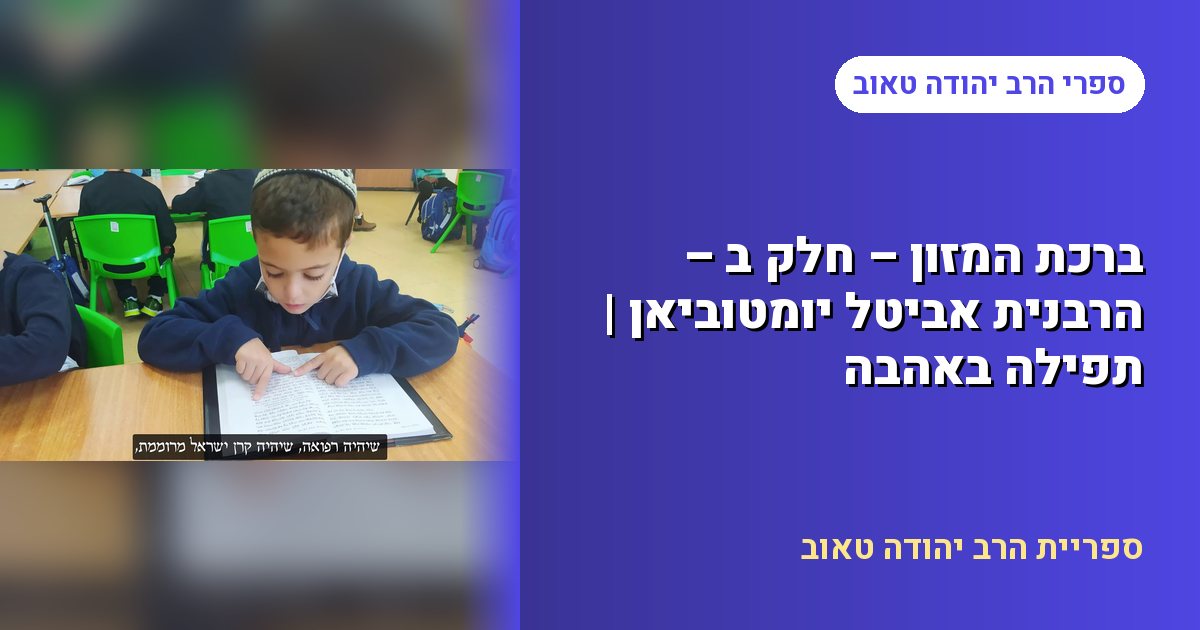 ספרי הרב יהודה טאוב
ברכת המזון – חלק ב –
הרבנית אביטל יומטוביאן |
תפילה באהבה
ספריית הרב יהודה טאוב
שיהיה רפואה, שיהיה קרן ישראל מרוממת,